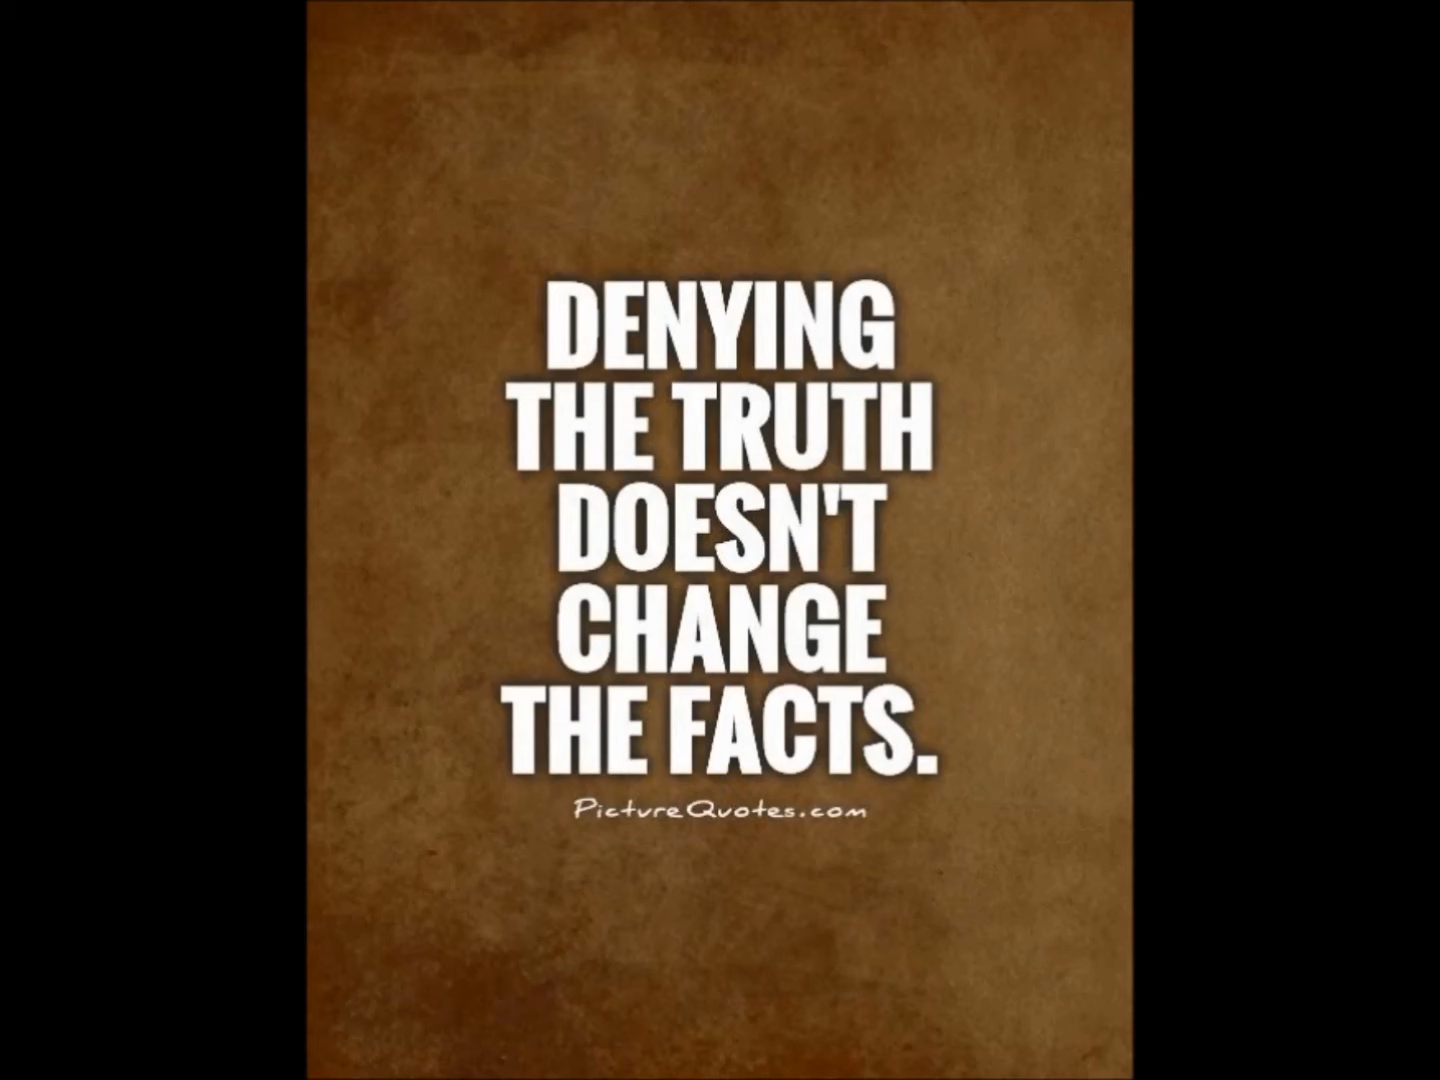 DENYING
THE TRUTH
DOESN'T
CHANGE
THE FACTS.
PictureQuotes.com